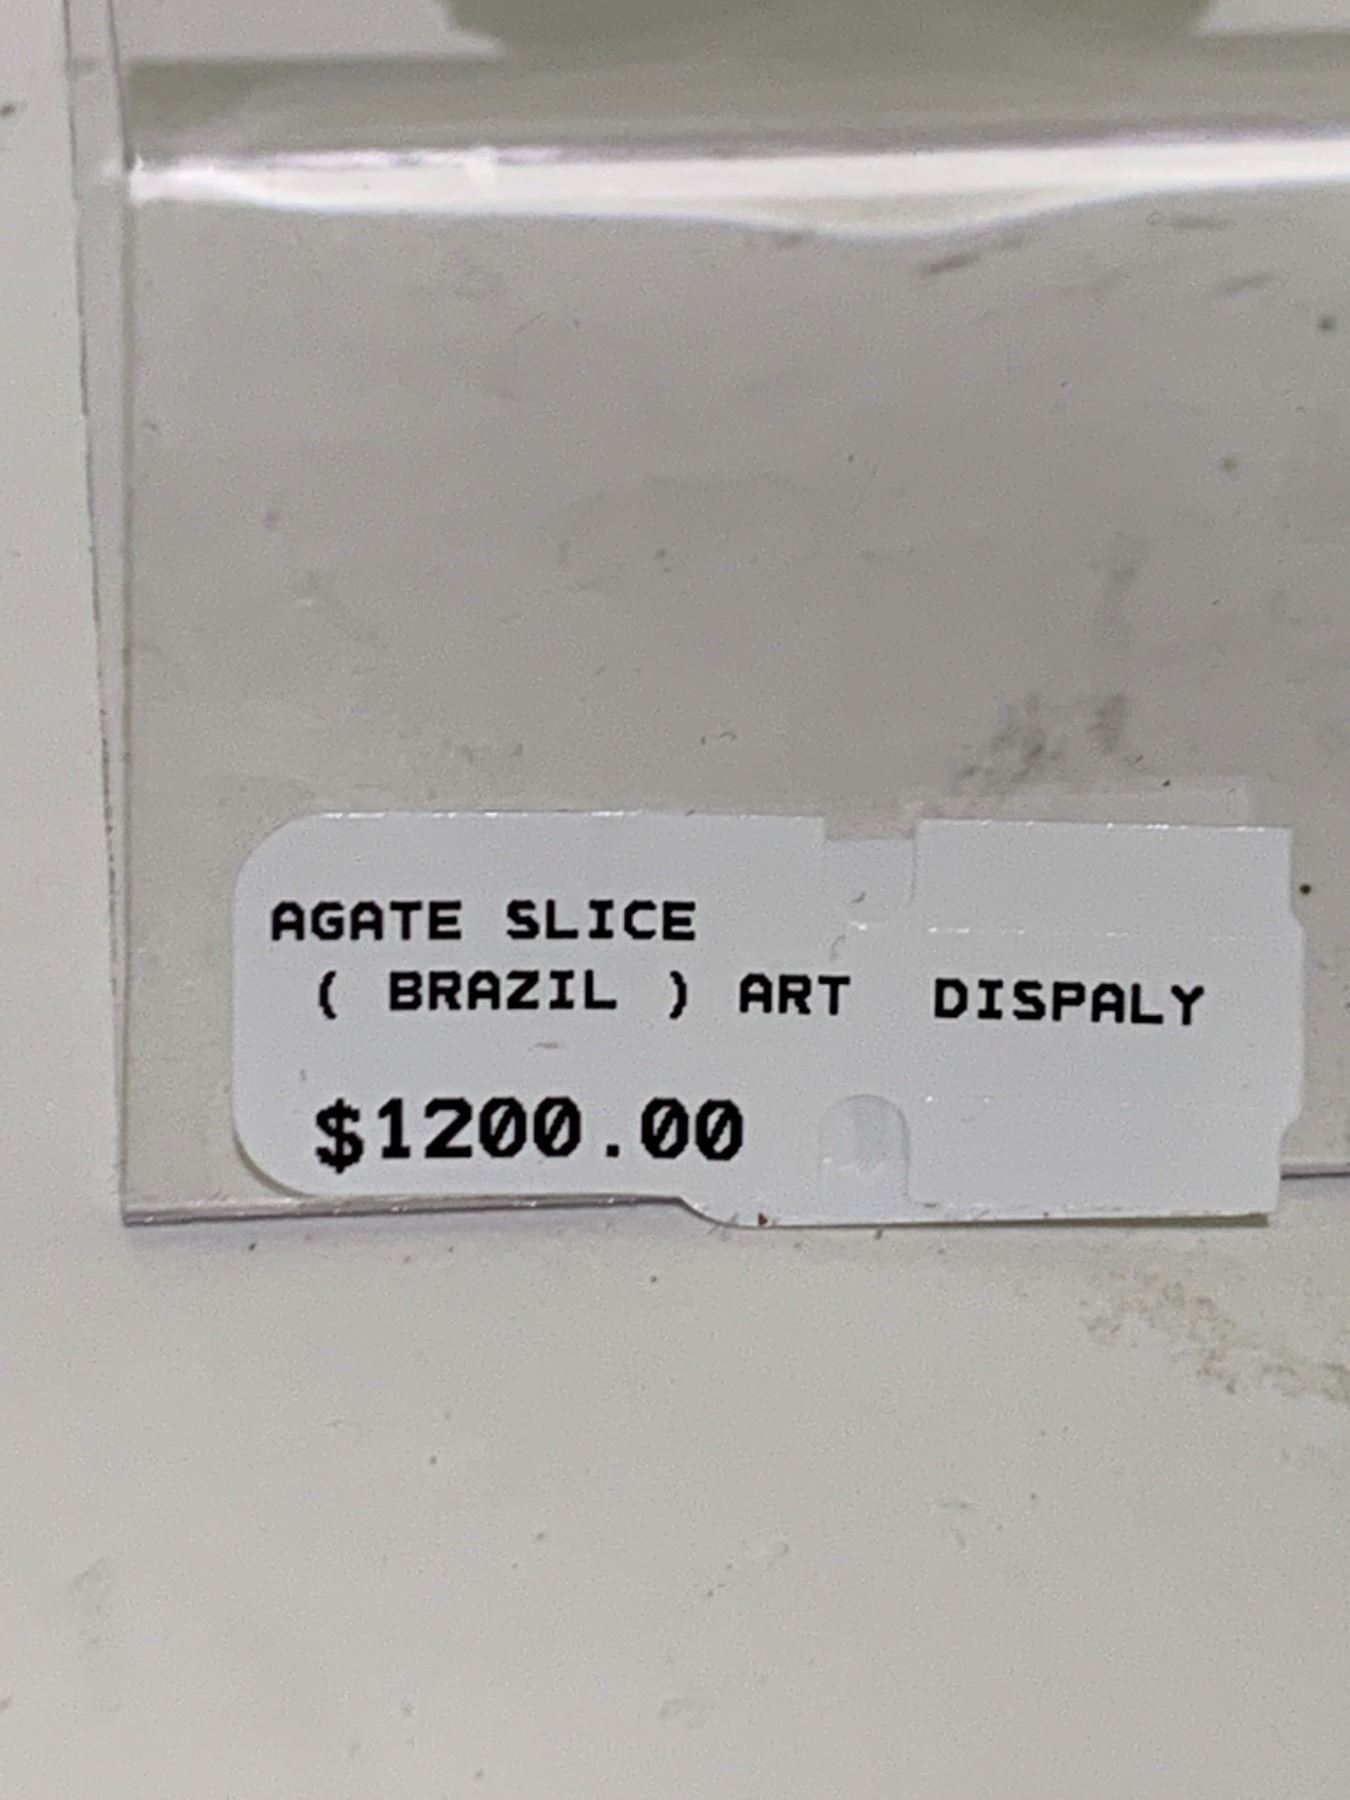 AGATE SLICE
( BRAZIL ) ART DISPALY
$1200.00